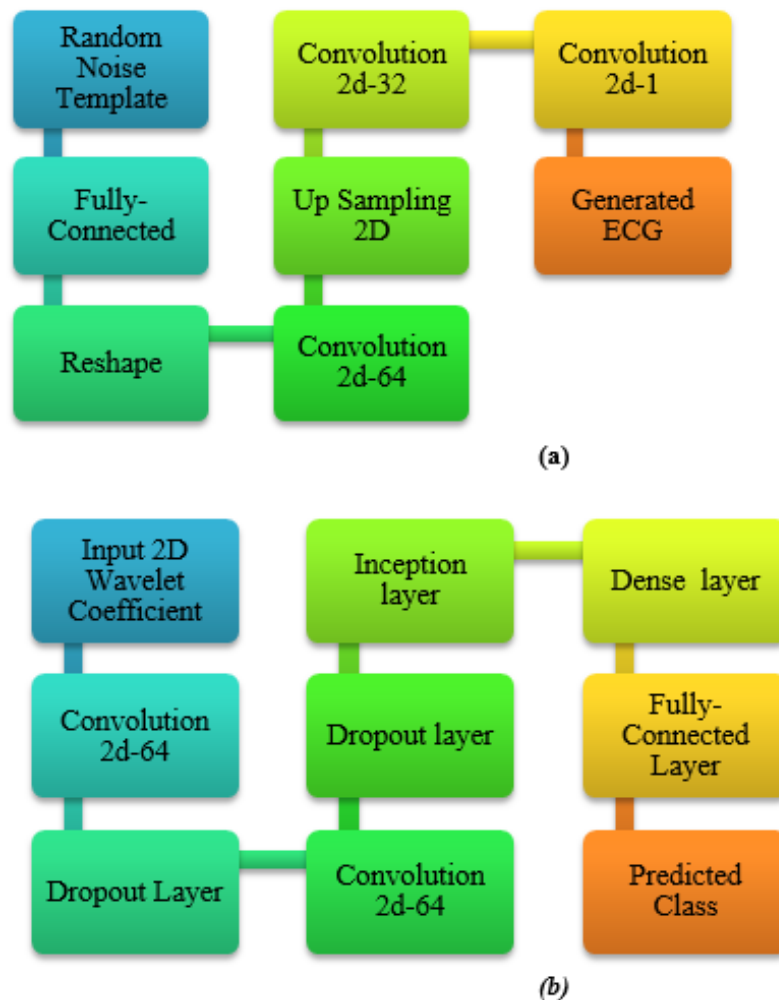 Random
Noise
Template
Fully-
Connected
Reshape
Convolution
2d-64
Up Sampling
2D
Convolution
2d-32
Convolution
2d-1
Generated
ECG
(a)
Input 2D
Wavelet
Coefficient
Convolution
2d-64
Dropout Layer
Convolution
2d-64
Dropout layer
Inception
layer
Dense layer
Fully-
Connected
Layer
Predicted
Class
(b)